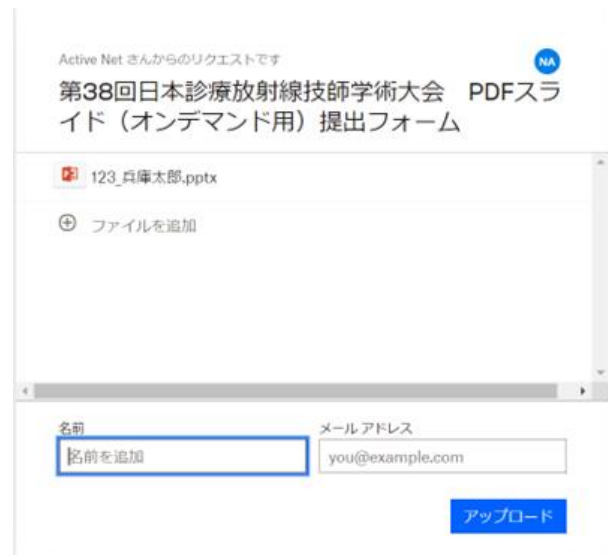 Active Net さんからのリクエストです
NA
第38回日本診療放射線技師学術大会　PDFスラ
イド（オンデマンド用）提出フォーム
123_兵庫太郎.pptx
ファイルを追加
名前
メール アドレス
名前を追加
you@example.com
アップロード